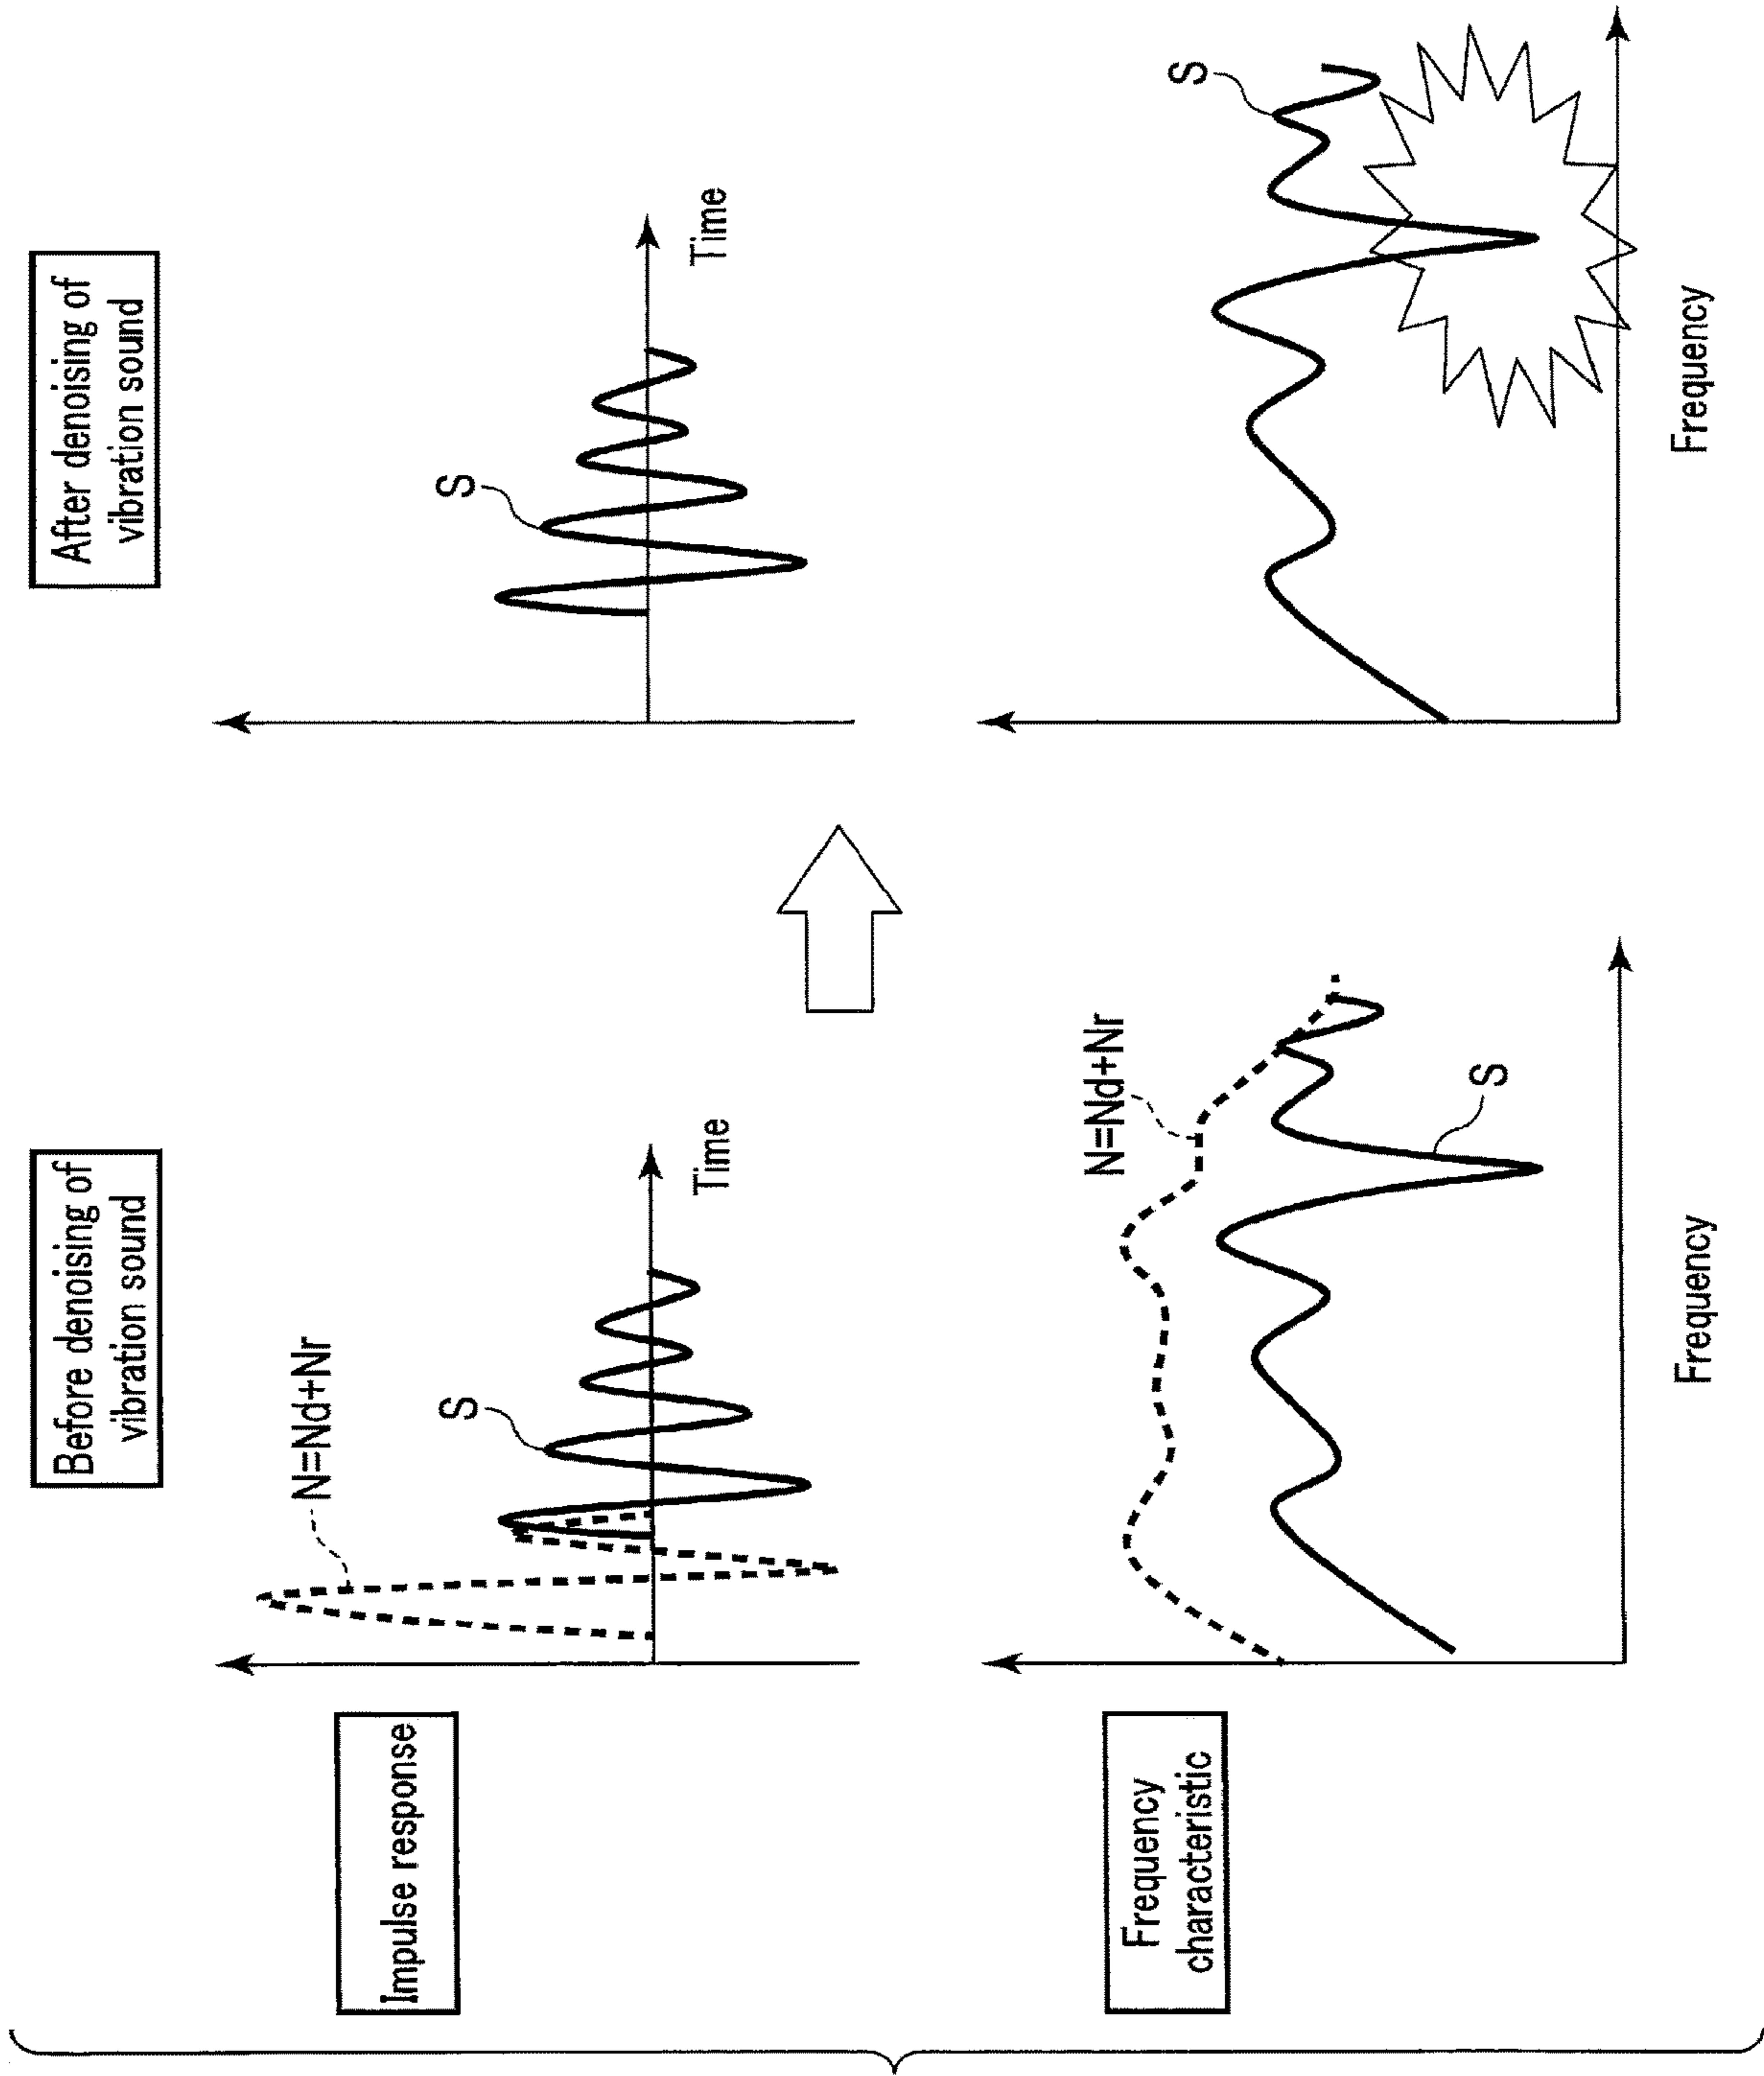 Before denoising of
vibration sound
After denoising of
vibration sound
Impulse response
N=Nd+Nr
S
Time
S
Time
Frequency
characteristic
N=Nd+Nr
S
Frequency
S
Frequency